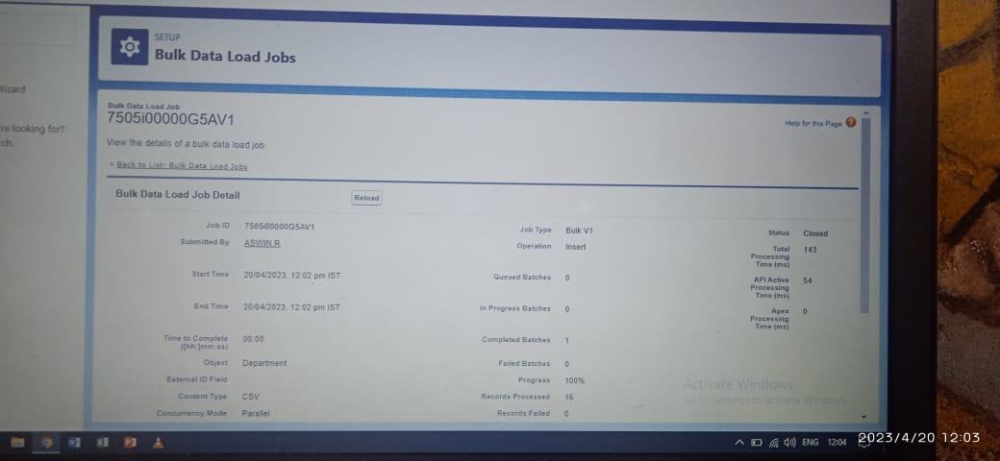 SETUP
Bulk Data Load Jobs
Wizard
're looking for?
ch.
Bulk Data Load Job
7505i00000G5AV1
Help for this Page ?
View the details of a bulk data load job.
« Back to List: Bulk Data Load Jobs
Bulk Data Load Job Detail
Reload
Job ID 7505i00000G5AV1 Job Type Bulk V1 Status Closed
Submitted By ASWIN R Operation Insert Total Processing Time (ms) 143
Start Time 20/04/2023, 12:02 pm IST Queued Batches 0 API Active Processing Time (ms) 54
End Time 20/04/2023, 12:02 pm IST In Progress Batches 0 Apex Processing Time (ms) 0
Time to Complete ([hh:]mm:ss) 00:00 Completed Batches 1
Object Department Failed Batches 0
External ID Field Progress 100%
Content Type CSV Records Processed 16
Concurrency Mode Parallel Records Failed 0
Activate Windows
Go to Settings to activate Windows.
ENG 12:04
2023/4/20 12:03